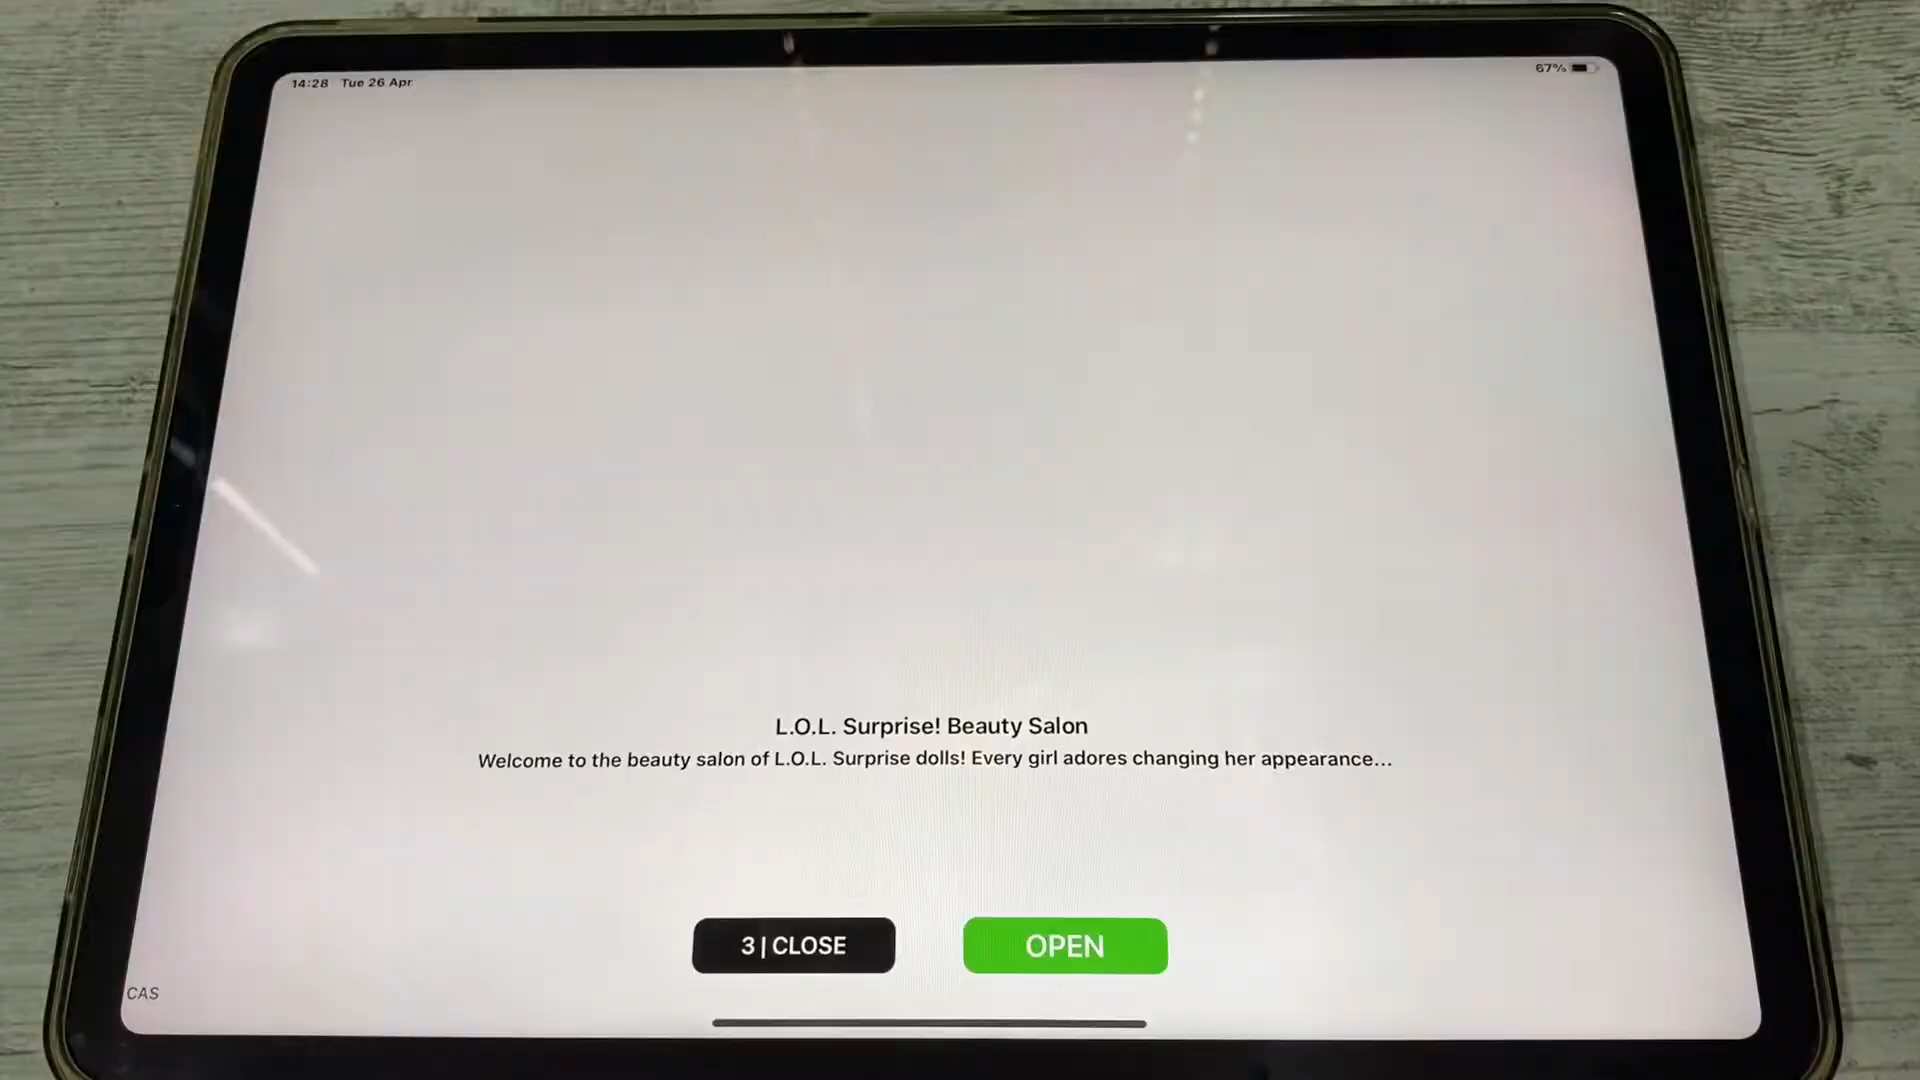 14:28 Tue 26 Apr
67%
L.O.L. Surprise! Beauty Salon
Welcome to the beauty salon of L.O.L. Surprise dolls! Every girl adores changing her appearance...
3 | CLOSE
OPEN
CAS